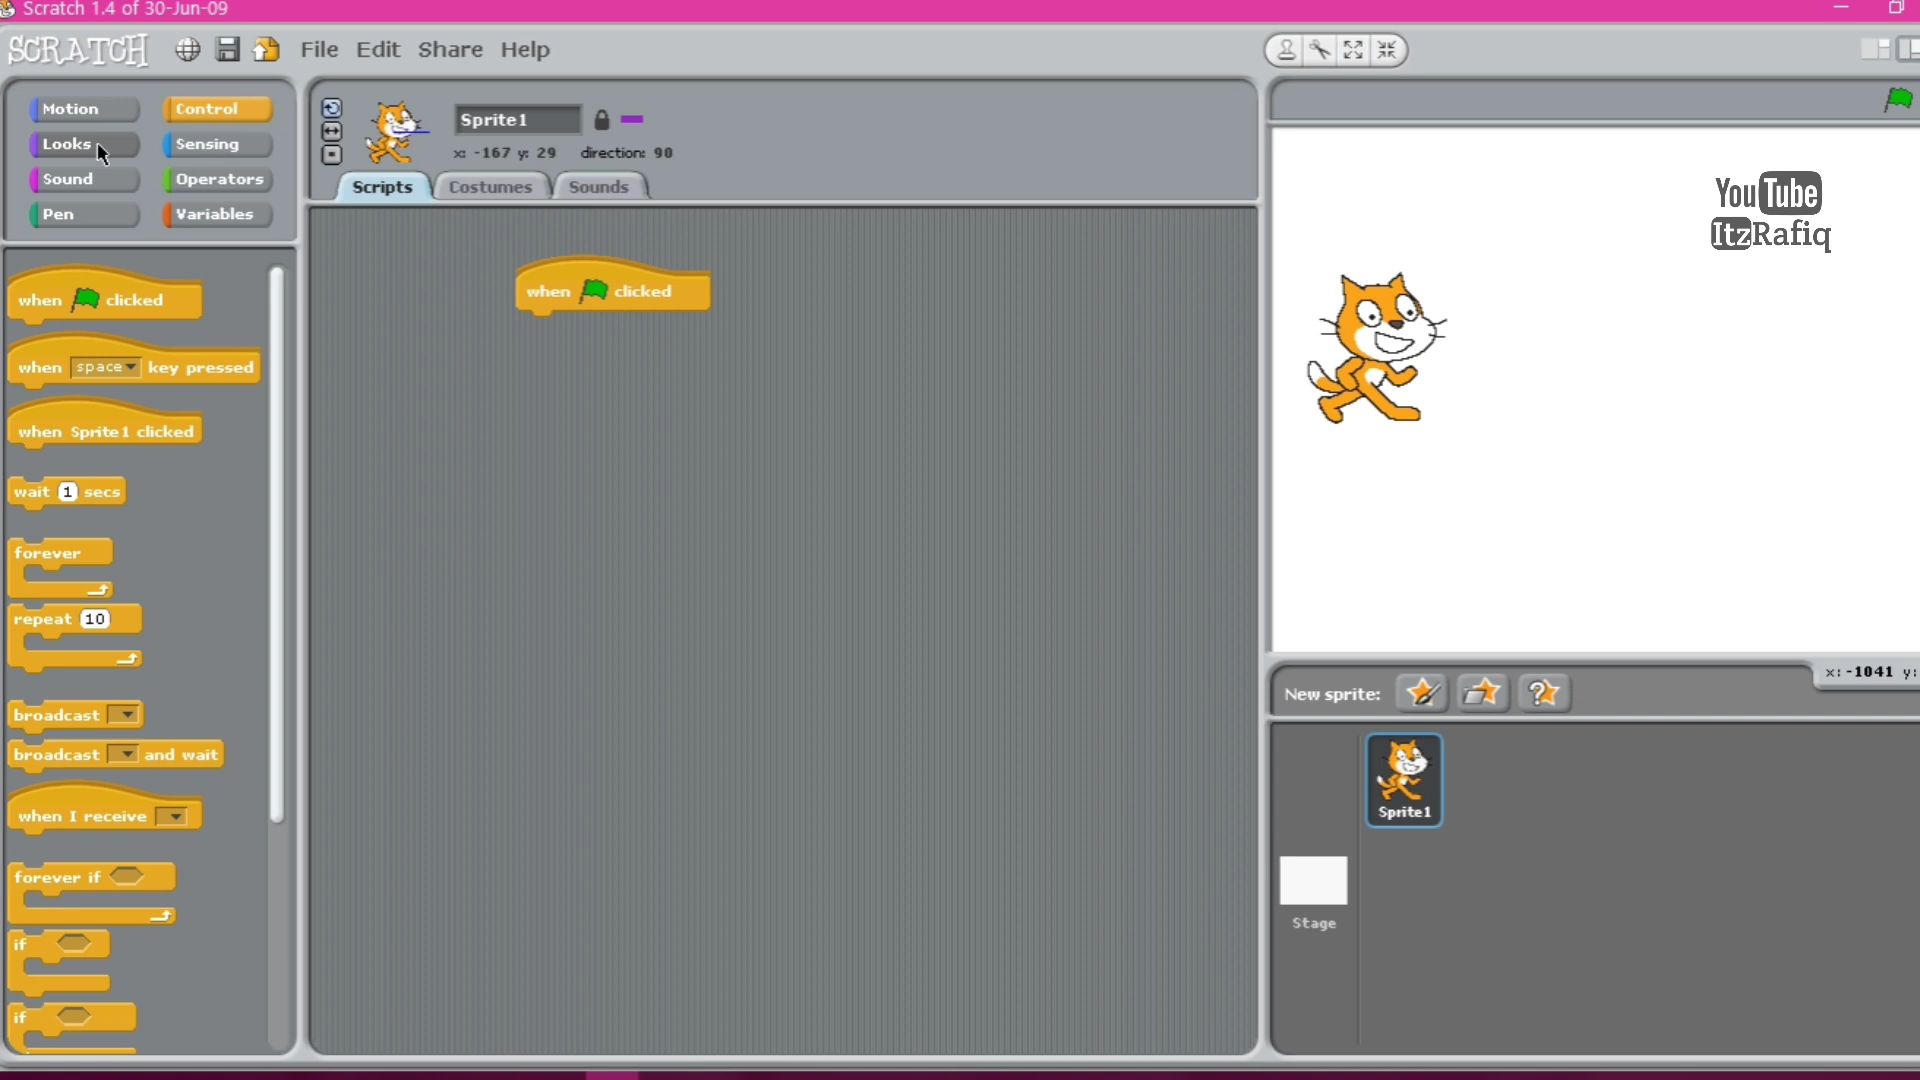 Scratch 1.4 of 30-Jun-09
SCRATCH File Edit Share Help
Motion Control
Looks Sensing
Sound Operators
Pen Variables
Sprite1
x: -167 y: 29 direction: 90
Scripts Costumes Sounds
when clicked
when space key pressed
when Sprite1 clicked
wait 1 secs
forever
repeat 10
broadcast
broadcast and wait
when I receive
forever if
if
if
when clicked
YouTube
ItzRafiq
x: -1041 y:
New sprite:
Sprite1
Stage